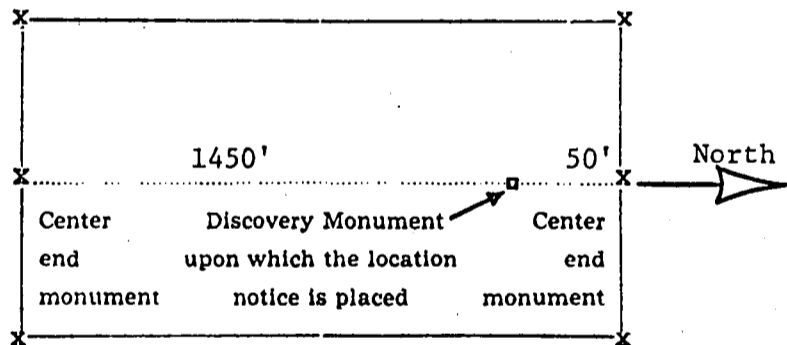 1450' 50' North
Center Discovery Monument Center
end upon which the location end
monument notice is placed monument